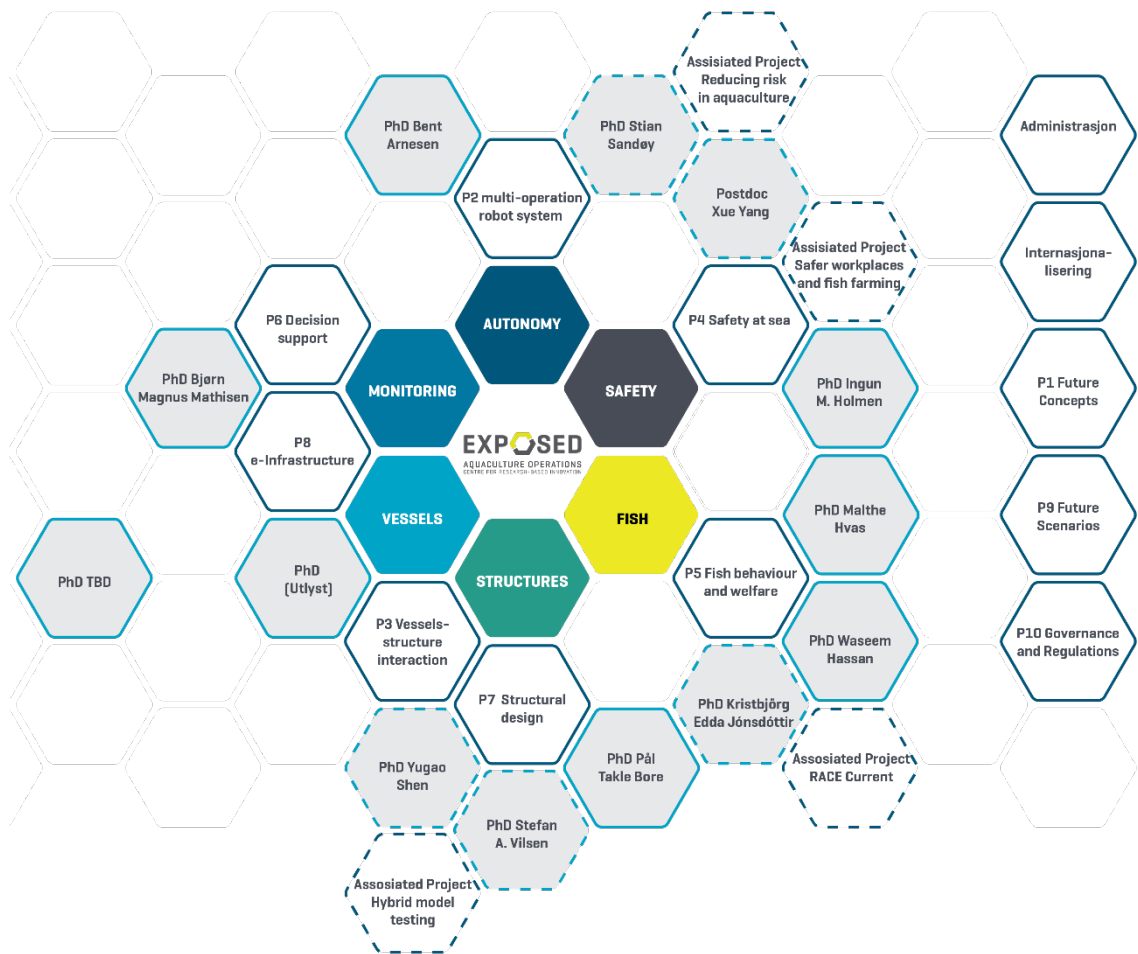 Assisiated Project
Reducing risk
in aquaculture
PhD Bent
Arnesen
PhD Stian
Sandøy
Administrasjon
P2 multi-operation
robot system
Postdoc
Xue Yang
Assisiated Project
Safer workplaces
and fish farming
Internasjona-
lisering
P6 Decision
support
AUTONOMY
P4 Safety at sea
PhD Bjørn
Magnus Mathisen
MONITORING
SAFETY
PhD Ingun
M. Holmen
P1 Future
Concepts
P8
e-Infrastructure
EXPOSED
AQUACULTURE OPERATIONS
CENTRE FOR RESEARCH-BASED INNOVATION
VESSELS
FISH
PhD Malthe
Hvas
P9 Future
Scenarios
PhD TBD
PhD
(Utlyst)
STRUCTURES
P5 Fish behaviour
and welfare
P3 Vessels-
structure
interaction
PhD Waseem
Hassan
P10 Governance
and Regulations
P7 Structural
design
PhD Kristbjörg
Edda Jónsdóttir
PhD Yugao
Shen
PhD Pål
Takle Bore
Assosiated Project
RACE Current
PhD Stefan
A. Vilsen
Assosiated Project
Hybrid model
testing